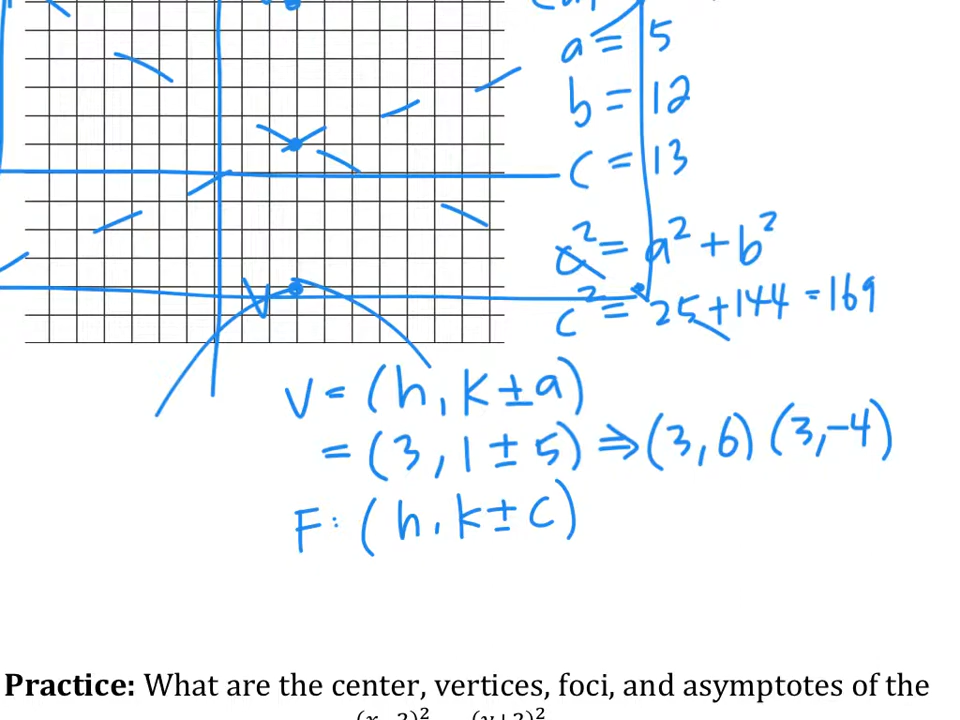 a = 5
b = 12
c = 13
c² = a² + b²
c² = 25 + 144 = 169
V
V = (h, k ± a)
= (3, 1 ± 5) ⇒ (3, 6) (3, -4)
F: (h, k ± c)
Practice: What are the center, vertices, foci, and asymptotes of the